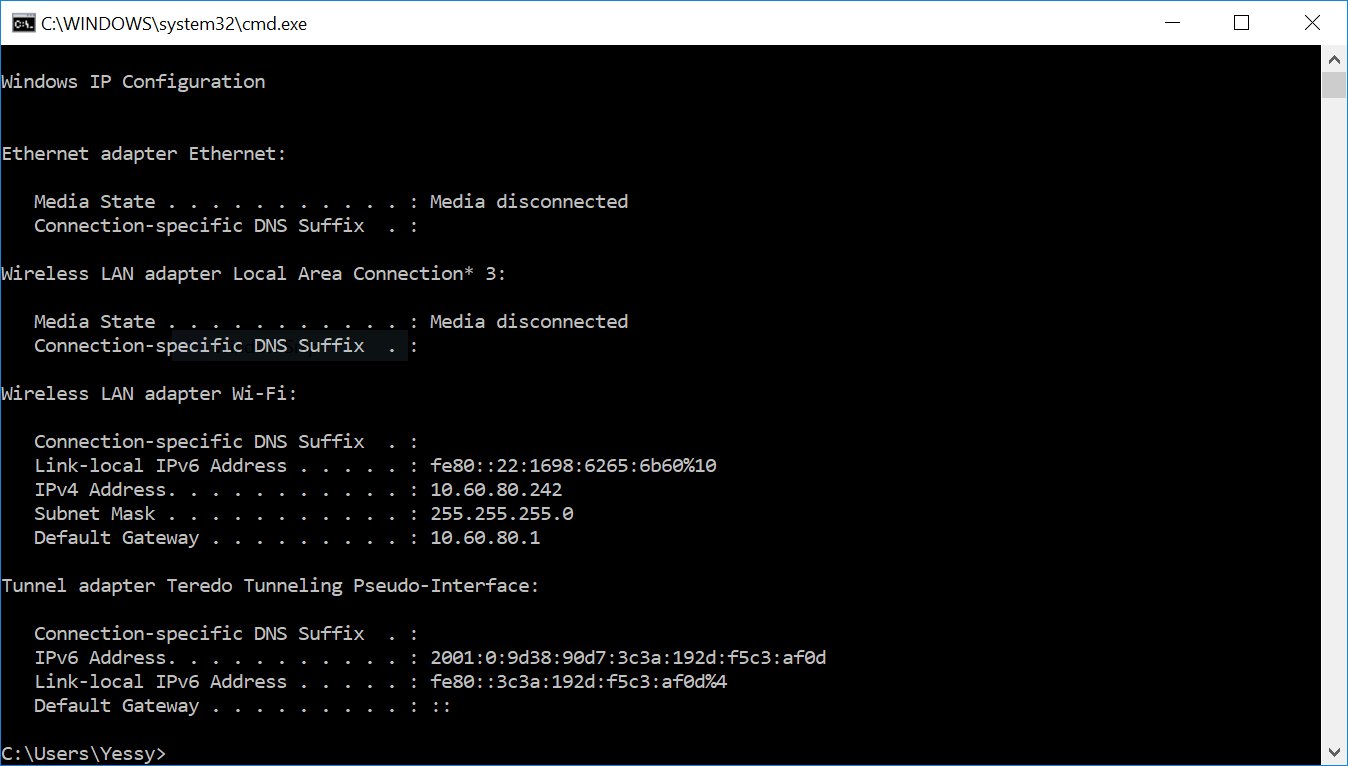 C:\WINDOWS\system32\cmd.exe
Windows IP Configuration
Ethernet adapter Ethernet:
   Media State . . . . . . . . . . . : Media disconnected
   Connection-specific DNS Suffix  . :
Wireless LAN adapter Local Area Connection* 3:
   Media State . . . . . . . . . . . : Media disconnected
   Connection-specific DNS Suffix  . :
Wireless LAN adapter Wi-Fi:
   Connection-specific DNS Suffix  . :
   Link-local IPv6 Address . . . . . : fe80::22:1698:6265:6b60%10
   IPv4 Address. . . . . . . . . . . : 10.60.80.242
   Subnet Mask . . . . . . . . . . . : 255.255.255.0
   Default Gateway . . . . . . . . . : 10.60.80.1
Tunnel adapter Teredo Tunneling Pseudo-Interface:
   Connection-specific DNS Suffix  . :
   IPv6 Address. . . . . . . . . . . : 2001:0:9d38:90d7:3c3a:192d:f5c3:af0d
   Link-local IPv6 Address . . . . . : fe80::3c3a:192d:f5c3:af0d%4
   Default Gateway . . . . . . . . . : ::
C:\Users\Yessy>